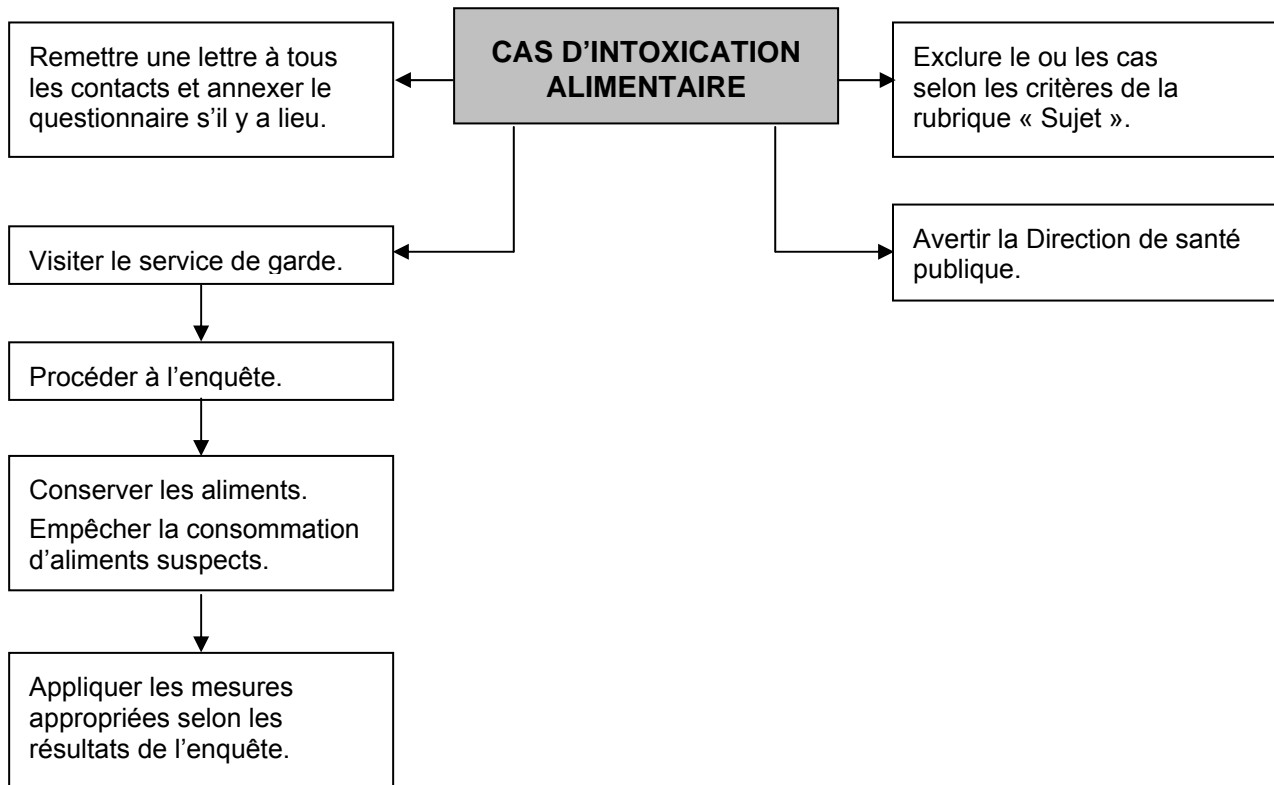 CAS D'INTOXICATION
ALIMENTAIRE
Remettre une lettre à tous
les contacts et annexer le
questionnaire s’il y a lieu.
Exclure le ou les cas
selon les critères de la
rubrique « Sujet ».
Visiter le service de garde.
Avertir la Direction de santé
publique.
Procéder à l’enquête.
Conserver les aliments.
Empêcher la consommation
d’aliments suspects.
Appliquer les mesures
appropriées selon les
résultats de l’enquête.